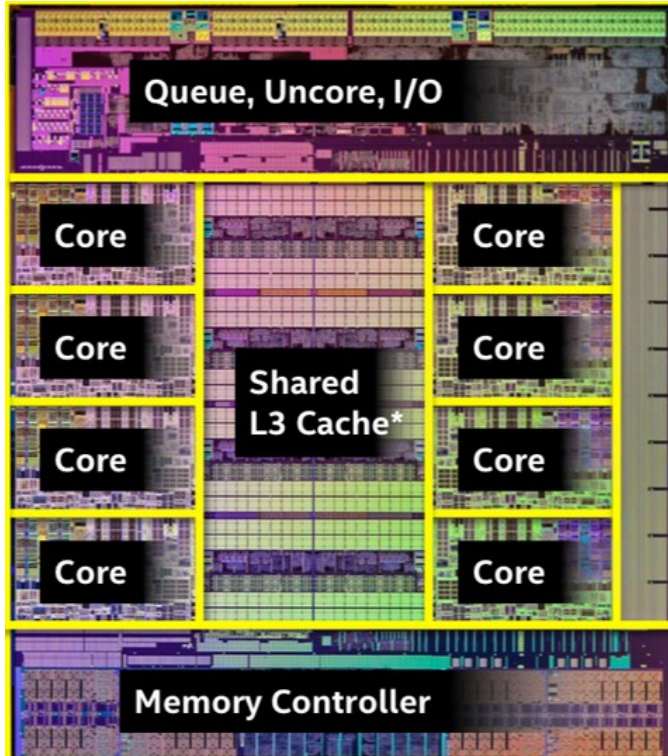 Queue, Uncore, I/O
Core
Core
Core
Core
Shared
L3 Cache*
Core
Core
Core
Core
Memory Controller